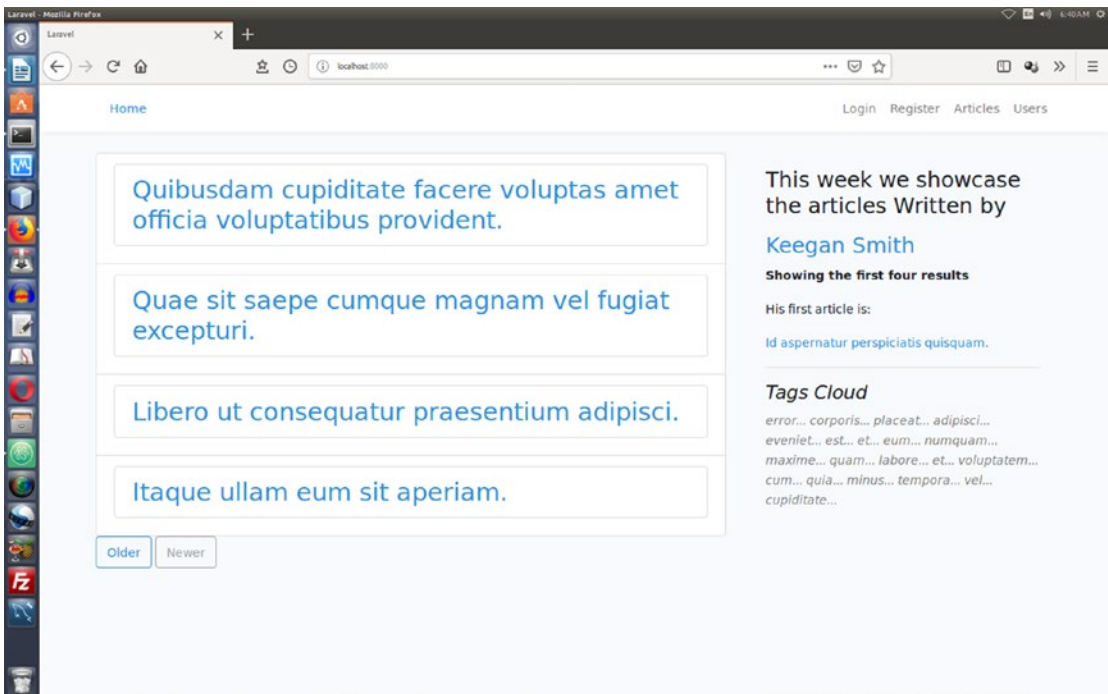 Laravel - Mozilla Firefox
6:40AM
Laravel
localhost:8000
Home
Login Register Articles Users
Quibusdam cupiditate facere voluptas amet
officia voluptatibus provident.
Quae sit saepe cumque magnam vel fugiat
excepturi.
Libero ut consequatur praesentium adipisci.
Itaque ullam eum sit aperiam.
Older Newer
This week we showcase
the articles Written by
Keegan Smith
Showing the first four results
His first article is:
Id aspernatur perspiciatis quisquam.
Tags Cloud
error... corporis... placeat... adipisci...
eveniet... est... et... eum... numquam...
maxime... quam... labore... et... voluptatem...
cum... quia... minus... tempora... vel...
cupiditate...